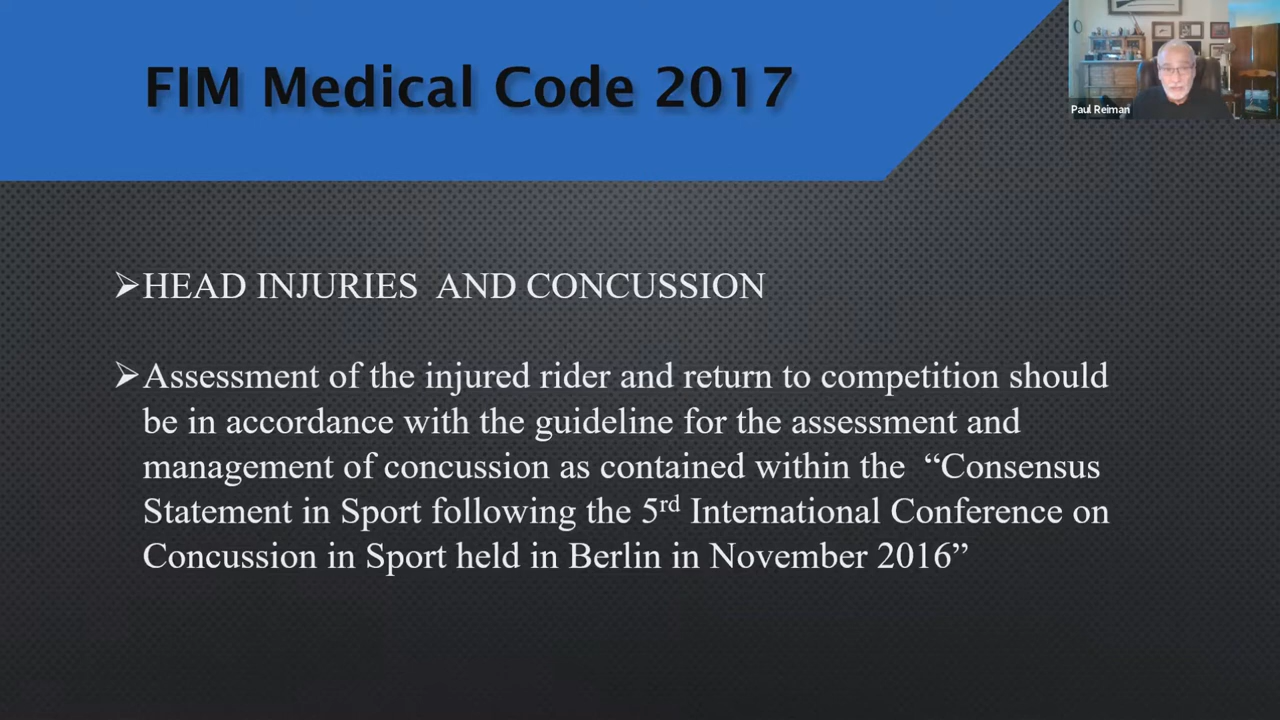 FIM Medical Code 2017
Paul Reiman
➢HEAD INJURIES AND CONCUSSION
➢Assessment of the injured rider and return to competition should
be in accordance with the guideline for the assessment and
management of concussion as contained within the “Consensus
Statement in Sport following the 5rd International Conference on
Concussion in Sport held in Berlin in November 2016”